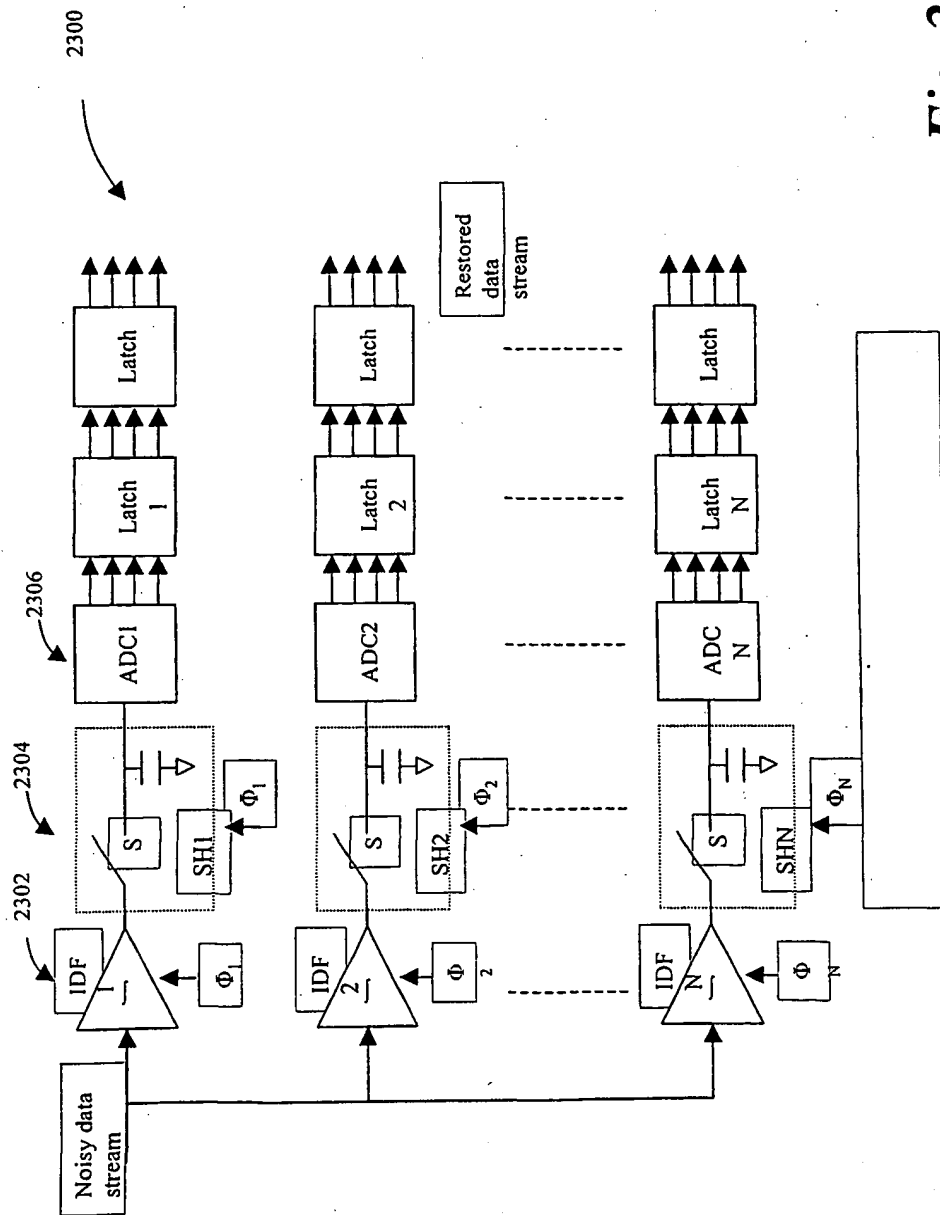 2300
2302
2304
2306
Noisy data
stream
IDF
1
∫
Φ1
S
SH1
Φ1
ADC1
Latch
1
Latch
IDF
2
∫
Φ
2
S
SH2
Φ2
ADC2
Latch
2
Latch
Restored
data
stream
IDF
N
∫
Φ
N
S
SHN
ΦN
ADC
N
Latch
N
Latch